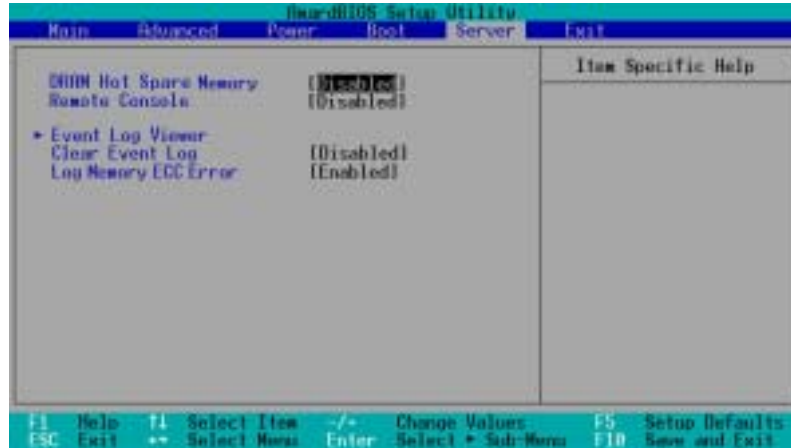 AwardBIOS Setup Utility
Main Advanced Power Boot Server Exit
Item Specific Help
DRAM Hot Spare Memory [Disabled]
Remote Console [Disabled]
▸ Event Log Viewer
Clear Event Log [Disabled]
Log Memory ECC Error [Enabled]
F1 Help ↑↓ Select Item -/+ Change Values F5 Setup Defaults
ESC Exit ←→ Select Menu Enter Select ▸ Sub-Menu F10 Save and Exit